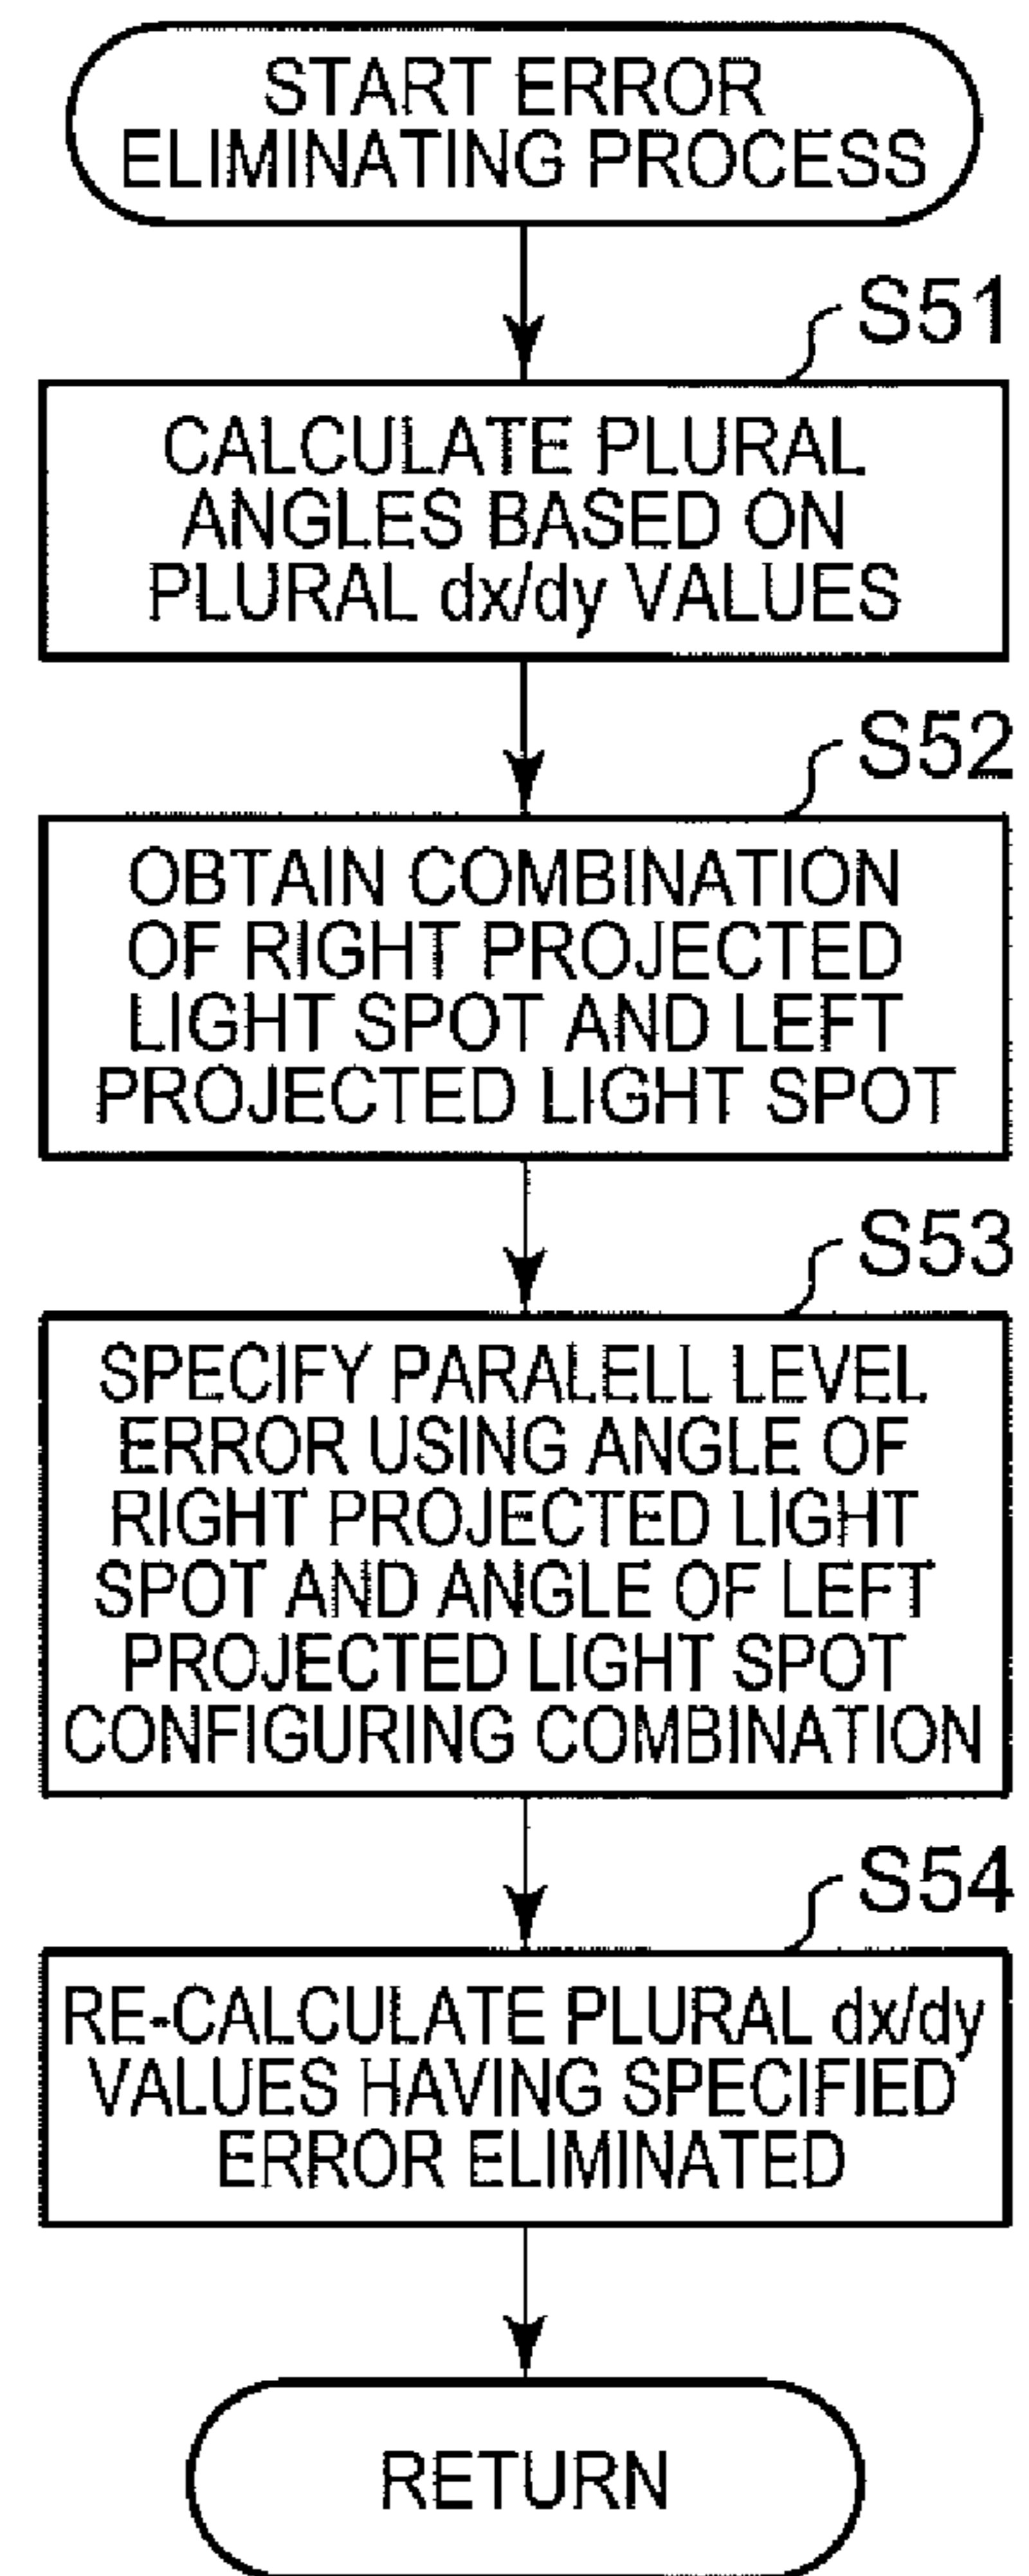 START ERROR
ELIMINATING PROCESS
S51
CALCULATE PLURAL
ANGLES BASED ON
PLURAL dx/dy VALUES
S52
OBTAIN COMBINATION
OF RIGHT PROJECTED
LIGHT SPOT AND LEFT
PROJECTED LIGHT SPOT
S53
SPECIFY PARALELL LEVEL
ERROR USING ANGLE OF
RIGHT PROJECTED LIGHT
SPOT AND ANGLE OF LEFT
PROJECTED LIGHT SPOT
CONFIGURING COMBINATION
S54
RE-CALCULATE PLURAL dx/dy
VALUES HAVING SPECIFIED
ERROR ELIMINATED
RETURN